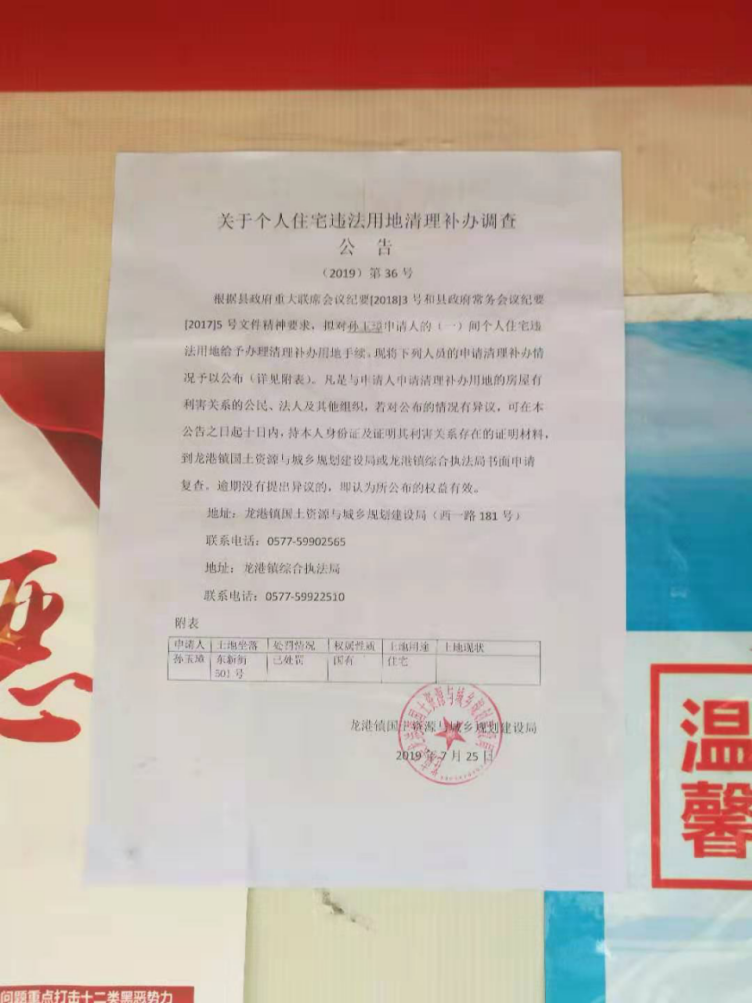 关于个人住宅违法用地清理补办调查
公 告
（2019）第 36 号
根据县政府重大联席会议纪要[2018]3 号和县政府常务会议纪要
[2017]5 号文件精神要求，拟对孙玉璋申请人的（一）间个人住宅违
法用地给予办理清理补办用地手续，现将下列人员的申请清理补办情
况予以公布（详见附表）。凡是与申请人申请清理补办用地的房屋有
利害关系的公民、法人及其他组织，若对公布的情况有异议，可在本
公告之日起十日内，持本人身份证及证明其利害关系存在的证明材料，
到龙港镇国土资源与城乡规划建设局或龙港镇综合执法局书面申请
复查。逾期没有提出异议的，即认为所公布的权益有效。
地址：龙港镇国土资源与城乡规划建设局（西一路 181 号）
联系电话：0577-59902565
地址：龙港镇综合执法局
联系电话：0577-59922510
附表
申请人 土地坐落 处罚情况 权属性质 土地用途 土地现状
孙玉璋 东新街 已处罚 国有 住宅
501 号
龙港镇国土资源与城乡规划建设局
2019 年 7 月 25 日
恶
温
馨
问题重点打击十二类黑恶势力